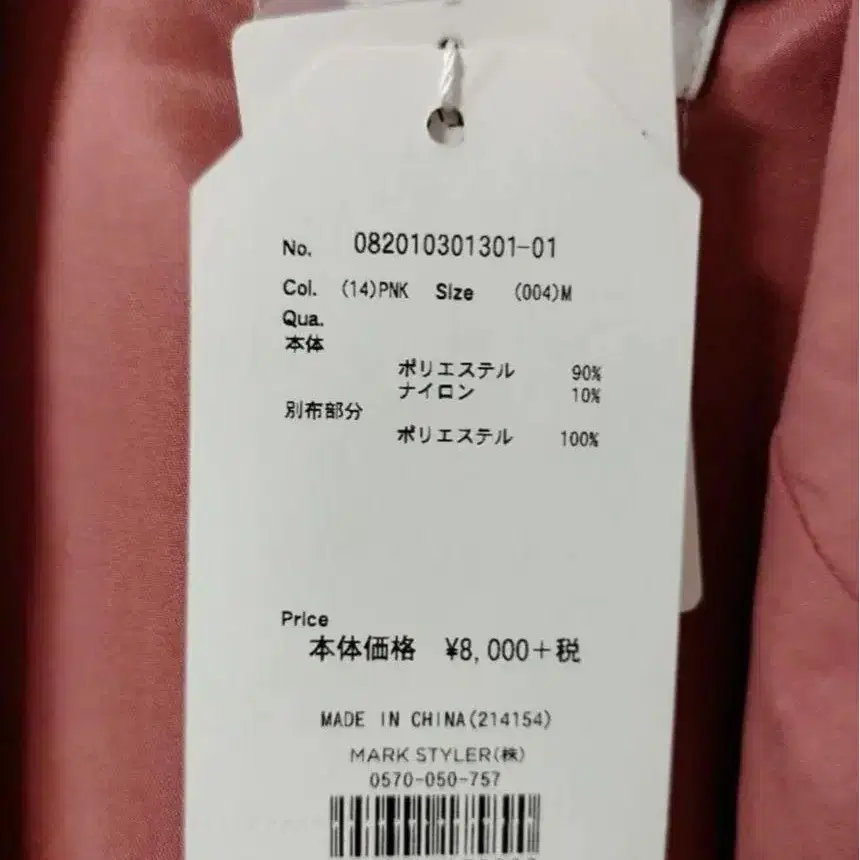 No. 082010301301-01
Col. (14)PNK Size (004)M
Qua.
本体
ポリエステル 90%
ナイロン 10%
別布部分
ポリエステル 100%
Price
本体価格 ¥8,000+税
MADE IN CHINA(214154)
MARK STYLER(株)
0570-050-757